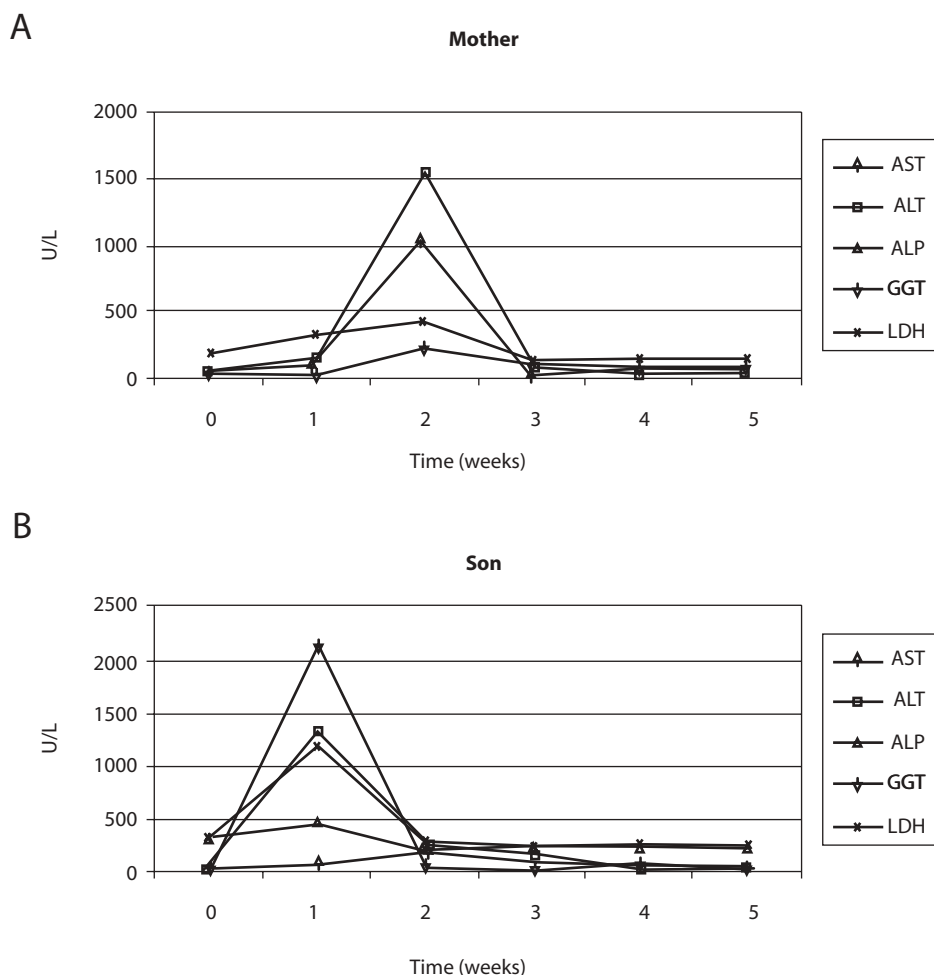 A
Mother
2000
1500
1000
500
0
U/L
0 1 2 3 4 5
Time (weeks)
AST
ALT
ALP
GGT
LDH
B
Son
2500
2000
1500
1000
500
0
U/L
0 1 2 3 4 5
Time (weeks)
AST
ALT
ALP
GGT
LDH